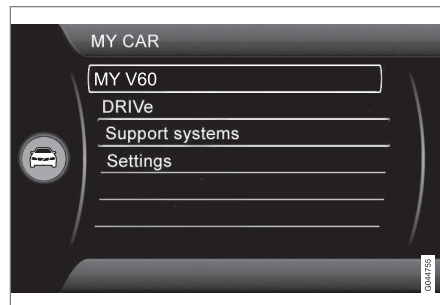 MY CAR
MY V60
DRIVe
Support systems
Settings
G044755